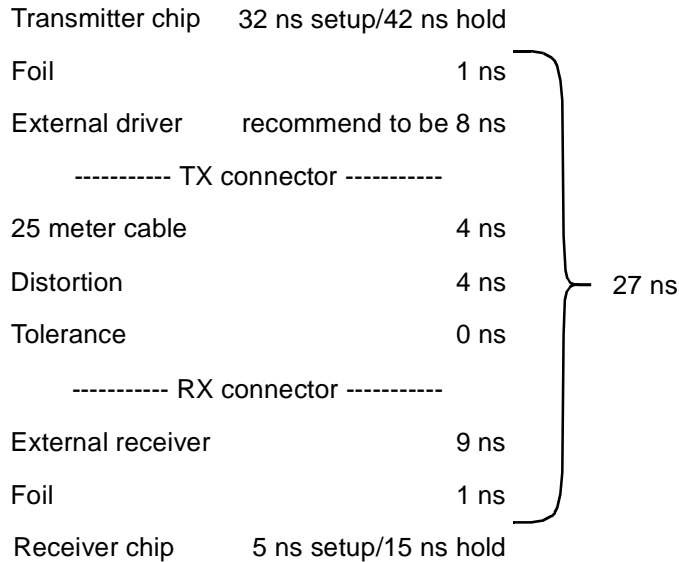 Transmitter chip 32 ns setup/42 ns hold
Foil 1 ns
External driver recommend to be 8 ns
----------- TX connector -----------
25 meter cable 4 ns
Distortion 4 ns
27 ns
Tolerance 0 ns
----------- RX connector -----------
External receiver 9 ns
Foil 1 ns
Receiver chip 5 ns setup/15 ns hold